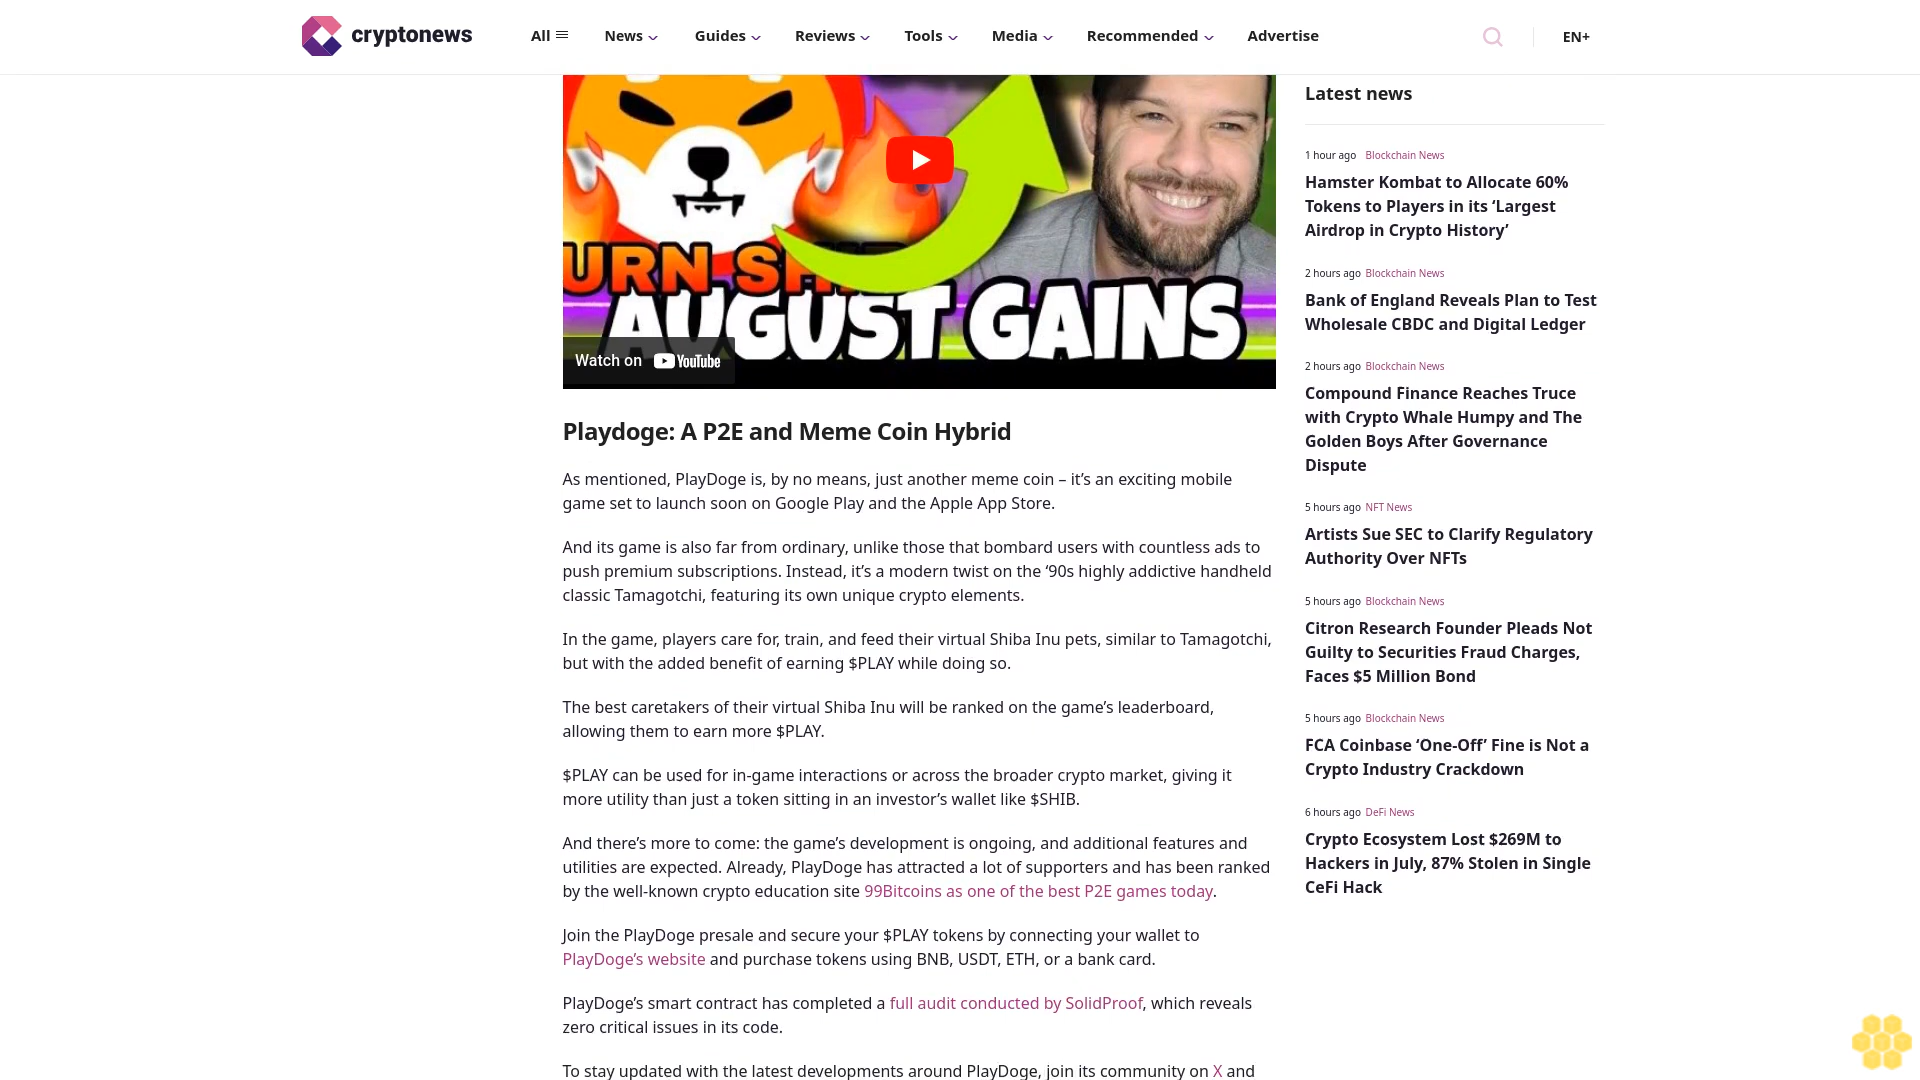 cryptonews
All
News
Guides
Reviews
Tools
Media
Recommended
Advertise
EN+
URN SHI
AUGUST GAINS
Watch on YouTube
Playdoge: A P2E and Meme Coin Hybrid
As mentioned, PlayDoge is, by no means, just another meme coin – it’s an exciting mobile
game set to launch soon on Google Play and the Apple App Store.
And its game is also far from ordinary, unlike those that bombard users with countless ads to
push premium subscriptions. Instead, it’s a modern twist on the ‘90s highly addictive handheld
classic Tamagotchi, featuring its own unique crypto elements.
In the game, players care for, train, and feed their virtual Shiba Inu pets, similar to Tamagotchi,
but with the added benefit of earning $PLAY while doing so.
The best caretakers of their virtual Shiba Inu will be ranked on the game’s leaderboard,
allowing them to earn more $PLAY.
$PLAY can be used for in-game interactions or across the broader crypto market, giving it
more utility than just a token sitting in an investor’s wallet like $SHIB.
And there’s more to come: the game’s development is ongoing, and additional features and
utilities are expected. Already, PlayDoge has attracted a lot of supporters and has been ranked
by the well-known crypto education site 99Bitcoins as one of the best P2E games today.
Join the PlayDoge presale and secure your $PLAY tokens by connecting your wallet to
PlayDoge’s website and purchase tokens using BNB, USDT, ETH, or a bank card.
PlayDoge’s smart contract has completed a full audit conducted by SolidProof, which reveals
zero critical issues in its code.
To stay updated with the latest developments around PlayDoge, join its community on X and
Latest news
1 hour ago Blockchain News
Hamster Kombat to Allocate 60%
Tokens to Players in its ‘Largest
Airdrop in Crypto History’
2 hours ago Blockchain News
Bank of England Reveals Plan to Test
Wholesale CBDC and Digital Ledger
2 hours ago Blockchain News
Compound Finance Reaches Truce
with Crypto Whale Humpy and The
Golden Boys After Governance
Dispute
5 hours ago NFT News
Artists Sue SEC to Clarify Regulatory
Authority Over NFTs
5 hours ago Blockchain News
Citron Research Founder Pleads Not
Guilty to Securities Fraud Charges,
Faces $5 Million Bond
5 hours ago Blockchain News
FCA Coinbase ‘One-Off’ Fine is Not a
Crypto Industry Crackdown
6 hours ago DeFi News
Crypto Ecosystem Lost $269M to
Hackers in July, 87% Stolen in Single
CeFi Hack